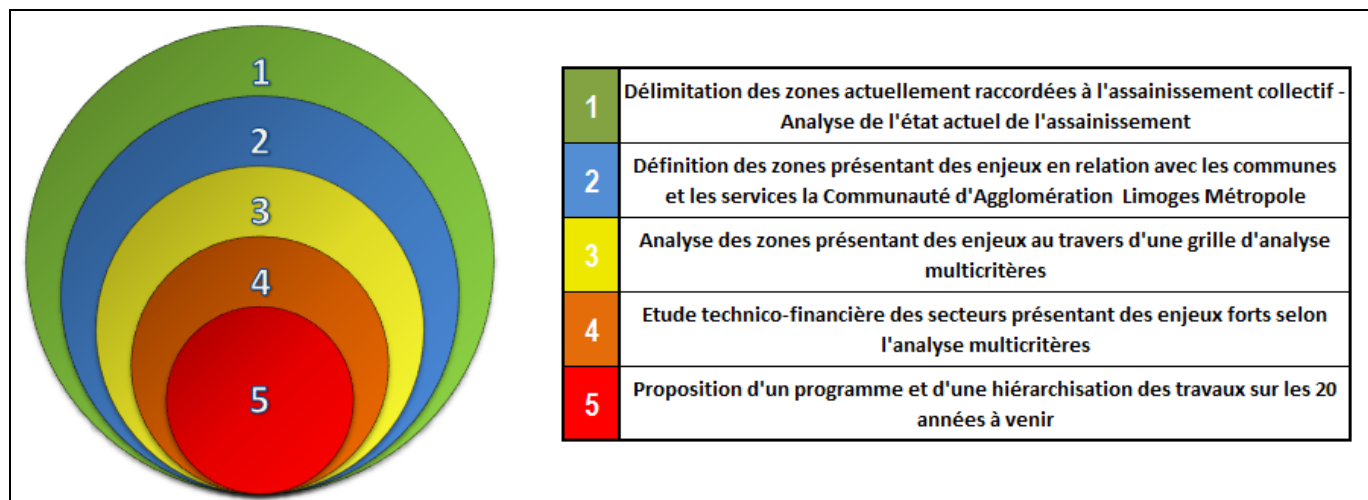 1
2
3
4
5
1
Délimitation des zones actuellement raccordées à l'assainissement collectif -
Analyse de l'état actuel de l'assainissement
2
Définition des zones présentant des enjeux en relation avec les communes
et les services la Communauté d'Agglomération Limoges Métropole
3
Analyse des zones présentant des enjeux au travers d'une grille d'analyse
multicritères
4
Etude technico-financière des secteurs présentant des enjeux forts selon
l'analyse multicritères
5
Proposition d'un programme et d'une hiérarchisation des travaux sur les 20
années à venir